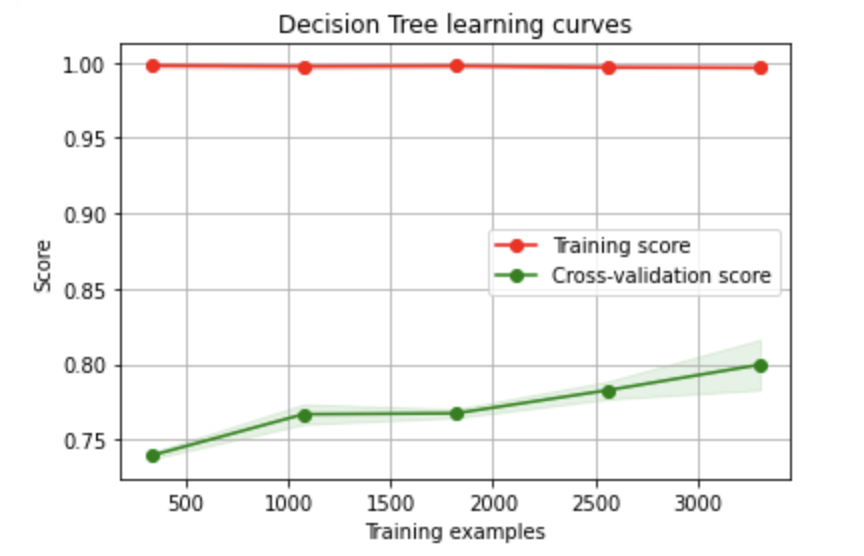 Decision Tree learning curves
1.00
0.95
0.90
0.85
0.80
0.75
Score
Training score
Cross-validation score
500 1000 1500 2000 2500 3000
Training examples